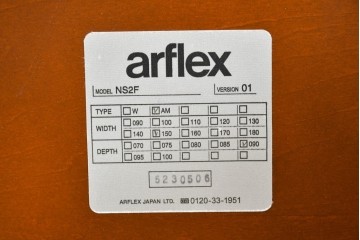 arflex
MODEL NS2F VERSION 01
TYPE W AM
WIDTH 090 100 110 120 130
140 150 160 170 180
DEPTH 070 075 080 085 090
095 100
5230506
ARFLEX JAPAN LTD. 0120-33-1951